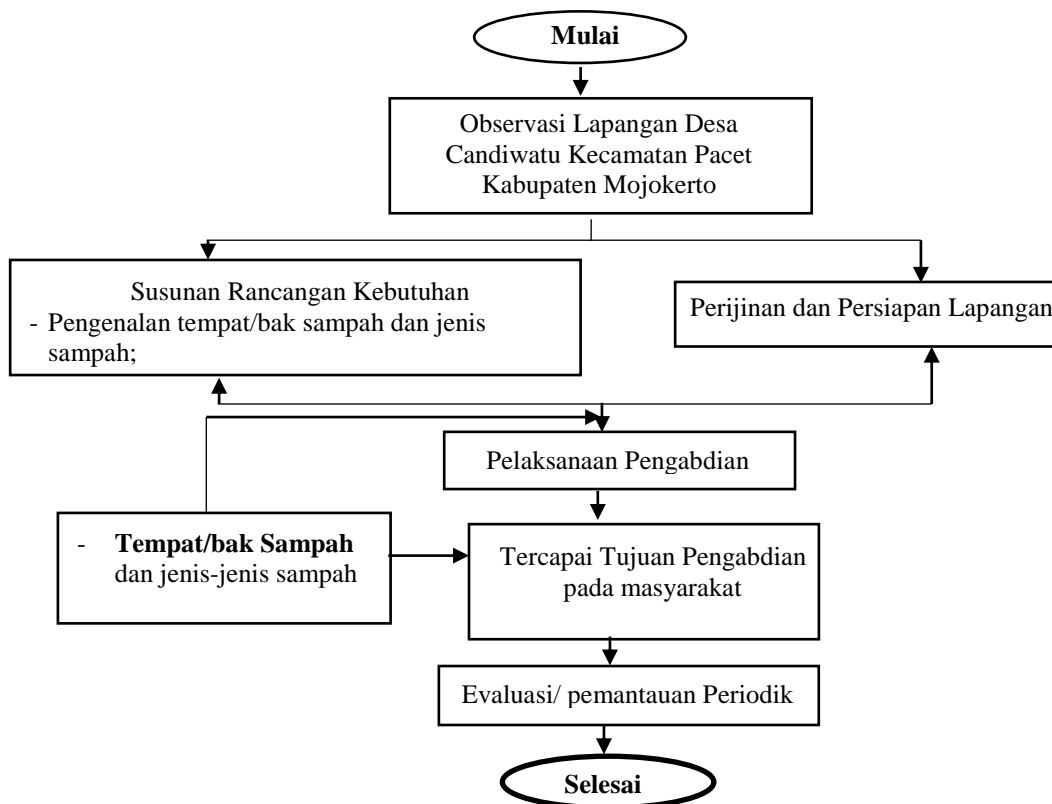 Mulai
Observasi Lapangan Desa
Candiwatu Kecamatan Pacet
Kabupaten Mojokerto
Susunan Rancangan Kebutuhan
- Pengenalan tempat/bak sampah dan jenis
sampah;
Perijinan dan Persiapan Lapangan
Pelaksanaan Pengabdian
- Tempat/bak Sampah
dan jenis-jenis sampah
Tercapai Tujuan Pengabdian
pada masyarakat
Evaluasi/ pemantauan Periodik
Selesai